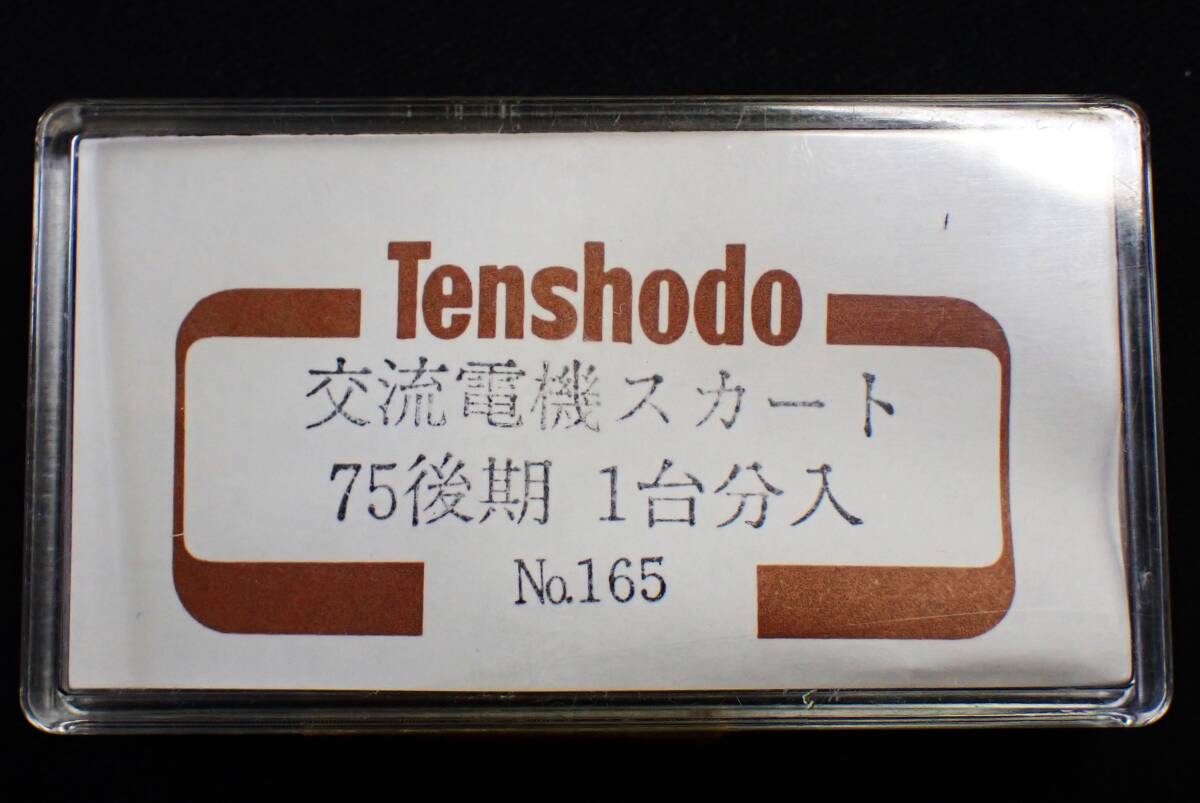 Tenshodo
交流電機スカート
75後期 1台分入
No.165